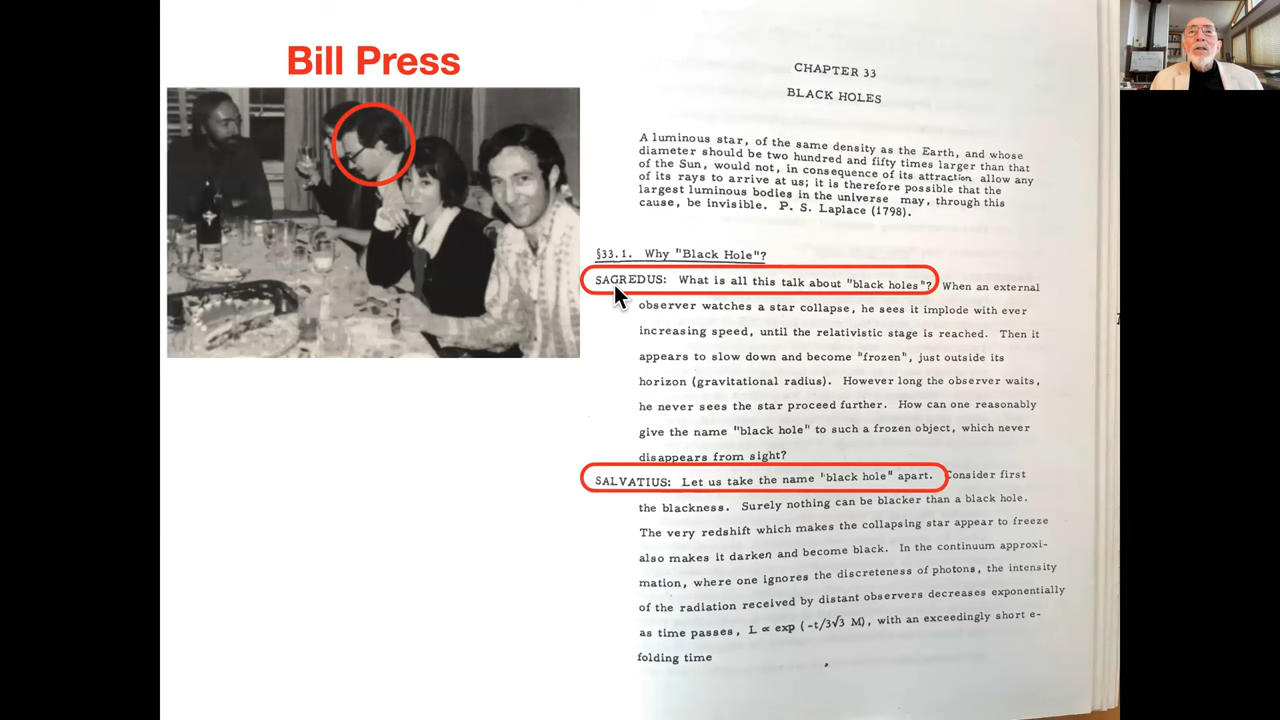 Bill Press
CHAPTER 33
BLACK HOLES
A luminous star, of the same density as the Earth, and whose
diameter should be two hundred and fifty times larger than that
of the Sun, would not, in consequence of its attraction allow any
of its rays to arrive at us; it is therefore possible that the
largest luminous bodies in the universe may, through this
cause, be invisible. P. S. Laplace (1798).
§33.1. Why "Black Hole"?
SAGREDUS: What is all this talk about "black holes"? When an external
observer watches a star collapse, he sees it implode with ever
increasing speed, until the relativistic stage is reached. Then it
appears to slow down and become "frozen", just outside its
horizon (gravitational radius). However long the observer waits,
he never sees the star proceed further. How can one reasonably
give the name "black hole" to such a frozen object, which never
disappears from sight?
SALVATIUS: Let us take the name "black hole" apart. Consider first
the blackness. Surely nothing can be blacker than a black hole.
The very redshift which makes the collapsing star appear to freeze
also makes it darken and become black. In the continuum approxi-
mation, where one ignores the discreteness of photons, the intensity
of the radiation received by distant observers decreases exponentially
as time passes, L ∝ exp (-t/3√3 M), with an exceedingly short e-
folding time